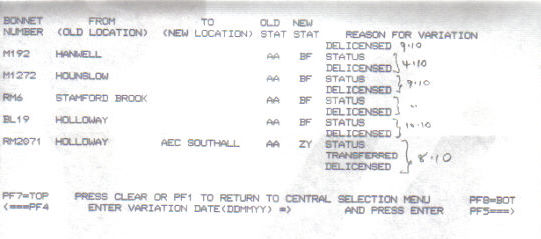 BONNET FROM TO OLD NEW
NUMBER (OLD LOCATION) (NEW LOCATION) STAT STAT REASON FOR VARIATION
DELICENSED 9.10
M192 HANWELL AA BF STATUS
DELICENSED 4.10
M1272 HOUNSLOW AA BF STATUS
DELICENSED 9.10
RM6 STAMFORD BROOK AA BF STATUS
DELICENSED "
BL19 HOLLOWAY AA BF STATUS
DELICENSED 10.10
RM2071 HOLLOWAY AEC SOUTHALL AA ZY STATUS
TRANSFERRED 8.10
DELICENSED
PF7=TOP PRESS CLEAR OR PF1 TO RETURN TO CENTRAL SELECTION MENU PF8=BOT
(===PF4 ENTER VARIATION DATE(DDMMYY) =) AND PRESS ENTER PF5===)